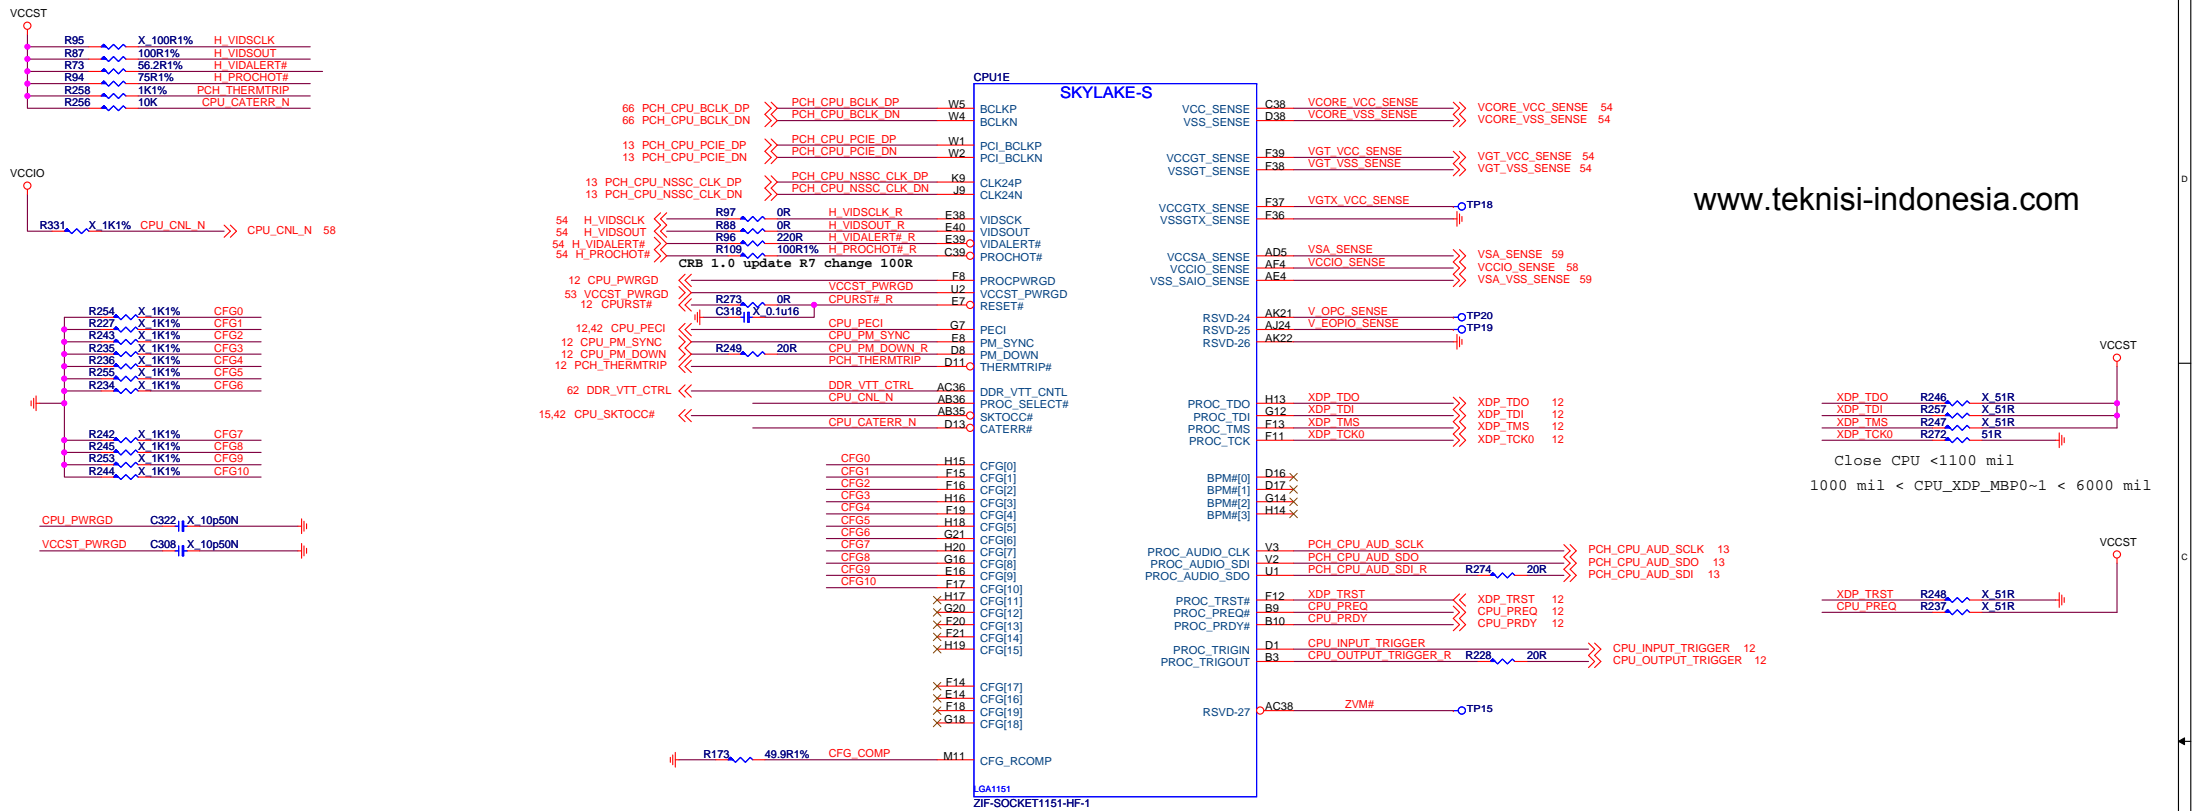 VCCST
R95 X_100R1% H_VIDSCLK
R87 100R1% H_VIDSOUT
R73 56.2R1% H_VIDALERT#
R94 75R1% H_PROCHOT#
R258 1K1% PCH_THERMTRIP
R256 10K CPU_CATERR_N
VCCIO
R331 X_1K1% CPU_CNL_N CPU_CNL_N 58
R254 X_1K1% CFG0
R227 X_1K1% CFG1
R243 X_1K1% CFG2
R235 X_1K1% CFG3
R236 X_1K1% CFG4
R255 X_1K1% CFG5
R234 X_1K1% CFG6
R242 X_1K1% CFG7
R245 X_1K1% CFG8
R253 X_1K1% CFG9
R244 X_1K1% CFG10
CPU_PWRGD C322 X_10p50N
VCCST_PWRGD C308 X_10p50N
CPU1E
SKYLAKE-S
66 PCH_CPU_BCLK_DP PCH_CPU_BCLK_DP W5 BCLKP
66 PCH_CPU_BCLK_DN PCH_CPU_BCLK_DN W4 BCLKN
13 PCH_CPU_PCIE_DP PCH_CPU_PCIE_DP W1 PCI_BCLKP
13 PCH_CPU_PCIE_DN PCH_CPU_PCIE_DN W2 PCI_BCLKN
13 PCH_CPU_NSSC_CLK_DP PCH_CPU_NSSC_CLK_DP K9 CLK24P
13 PCH_CPU_NSSC_CLK_DN PCH_CPU_NSSC_CLK_DN J9 CLK24N
54 H_VIDSCLK R97 0R H_VIDSCLK_R E38 VIDSCK
54 H_VIDSOUT R88 0R H_VIDSOUT_R E40 VIDSOUT
54 H_VIDALERT# R96 220R H_VIDALERT#_R E39 VIDALERT#
54 H_PROCHOT# R109 100R1% H_PROCHOT#_R C39 PROCHOT#
CRB 1.0 update R7 change 100R
12 CPU_PWRGD F8 PROCPWRGD
53 VCCST_PWRGD VCCST_PWRGD U2 VCCST_PWRGD
12 CPURST# R273 0R CPURST#_R E7 RESET#
C318 X_0.1u16
12,42 CPU_PECI CPU_PECI G7 PECI
12 CPU_PM_SYNC CPU_PM_SYNC E8 PM_SYNC
12 CPU_PM_DOWN R249 20R CPU_PM_DOWN_R D8 PM_DOWN
12 PCH_THERMTRIP PCH_THERMTRIP D11 THERMTRIP#
62 DDR_VTT_CTRL DDR_VTT_CTRL AC36 DDR_VTT_CNTL
CPU_CNL_N AB36 PROC_SELECT#
15,42 CPU_SKTOCC# AB35 SKTOCC#
CPU_CATERR_N D13 CATERR#
CFG0 H15 CFG[0]
CFG1 F15 CFG[1]
CFG2 F16 CFG[2]
CFG3 H16 CFG[3]
CFG4 F19 CFG[4]
CFG5 H18 CFG[5]
CFG6 G21 CFG[6]
CFG7 H20 CFG[7]
CFG8 G16 CFG[8]
CFG9 E16 CFG[9]
CFG10 F17 CFG[10]
H17 CFG[11]
G20 CFG[12]
F20 CFG[13]
F21 CFG[14]
H19 CFG[15]
F14 CFG[17]
E14 CFG[16]
F18 CFG[19]
G18 CFG[18]
R173 49.9R1% CFG_COMP M11 CFG_RCOMP
LGA1151
ZIF-SOCKET1151-HF-1
VCC_SENSE C38 VCORE_VCC_SENSE VCORE_VCC_SENSE 54
VSS_SENSE D38 VCORE_VSS_SENSE VCORE_VSS_SENSE 54
VCCGT_SENSE F39 VGT_VCC_SENSE VGT_VCC_SENSE 54
VSSGT_SENSE F38 VGT_VSS_SENSE VGT_VSS_SENSE 54
VCCGTX_SENSE F37 VGTX_VCC_SENSE TP18
VSSGTX_SENSE F36
VCCSA_SENSE AD5 VSA_SENSE VSA_SENSE 59
VCCIO_SENSE AF4 VCCIO_SENSE VCCIO_SENSE 58
VSS_SAIO_SENSE AE4 VSA_VSS_SENSE 59
RSVD-24 AK21 V_OPC_SENSE TP20
RSVD-25 AJ24 V_EOPIO_SENSE TP19
RSVD-26 AK22
PROC_TDO H13 XDP_TDO XDP_TDO 12
PROC_TDI G12 XDP_TDI XDP_TDI 12
PROC_TMS F13 XDP_TMS XDP_TMS 12
PROC_TCK F11 XDP_TCK0 XDP_TCK0 12
BPM#[0] D16
BPM#[1] D17
BPM#[2] G14
BPM#[3] H14
PROC_AUDIO_CLK V3 PCH_CPU_AUD_SCLK PCH_CPU_AUD_SCLK 13
PROC_AUDIO_SDI V2 PCH_CPU_AUD_SDO PCH_CPU_AUD_SDO 13
PROC_AUDIO_SDO U1 PCH_CPU_AUD_SDI_R R274 20R PCH_CPU_AUD_SDI 13
PROC_TRST# F12 XDP_TRST XDP_TRST 12
PROC_PREQ# B9 CPU_PREQ CPU_PREQ 12
PROC_PRDY# B10 CPU_PRDY CPU_PRDY 12
PROC_TRIGIN D1 CPU_INPUT_TRIGGER CPU_INPUT_TRIGGER 12
PROC_TRIGOUT B3 CPU_OUTPUT_TRIGGER_R R228 20R CPU_OUTPUT_TRIGGER 12
RSVD-27 AC38 ZVM# TP15
www.teknisi-indonesia.com
VCCST
XDP_TDO R246 X_51R
XDP_TDI R257 X_51R
XDP_TMS R247 X_51R
XDP_TCK0 R272 51R
Close CPU <1100 mil
1000 mil < CPU_XDP_MBP0~1 < 6000 mil
VCCST
XDP_TRST R248 X_51R
CPU_PREQ R237 X_51R
D
C